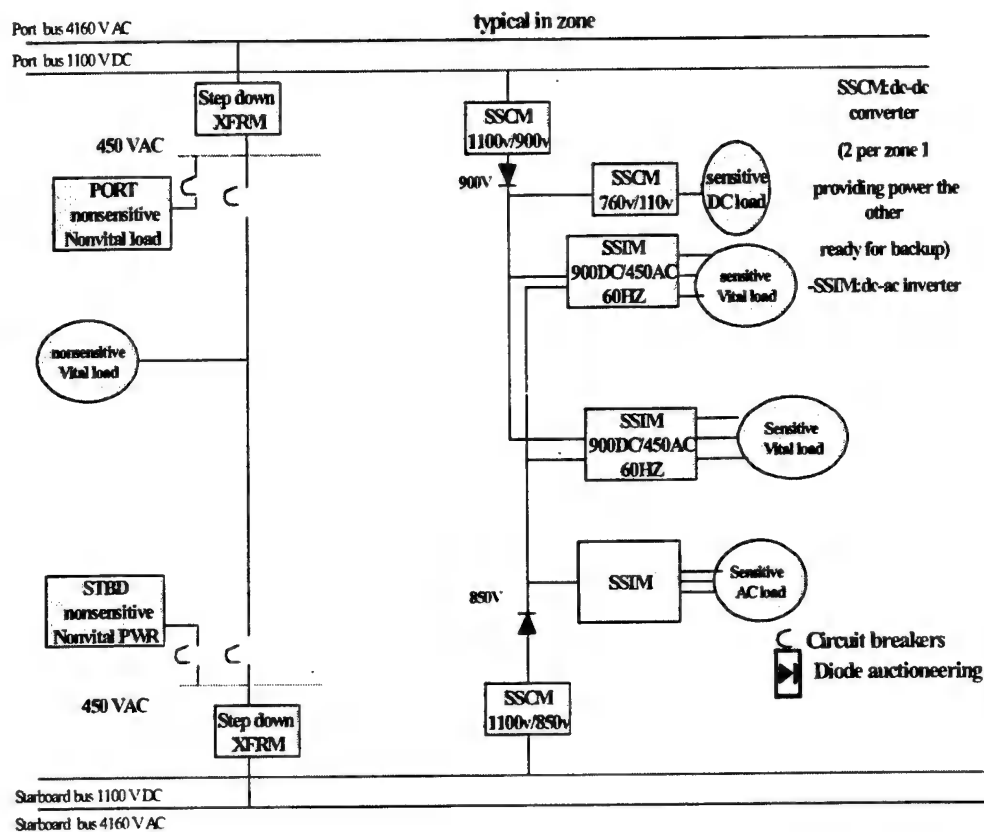 typical in zone
Port bus 4160 V AC
Port bus 1100 V DC
Step down
XFRM
450 VAC
PORT
nonsensitive
Nonvital load
nonsensitive
Vital load
STBD
nonsensitive
Nonvital PWR
450 VAC
Step down
XFRM
SSCM
1100v/900v
900V
SSCM
760v/110v
sensitive
DC load
SSIM
900DC/450AC
60HZ
sensitive
Vital load
SSIM
900DC/450AC
60HZ
Sensitive
Vital load
850V
SSIM
Sensitive
AC load
SSCM
1100v/850v
SSCM:dc-dc
converter
(2 per zone 1
providing power the
other
ready for backup)
-SSIM:dc-ac inverter
Circuit breakers
Diode auctioneering
Starboard bus 1100 V DC
Starboard bus 4160 V AC